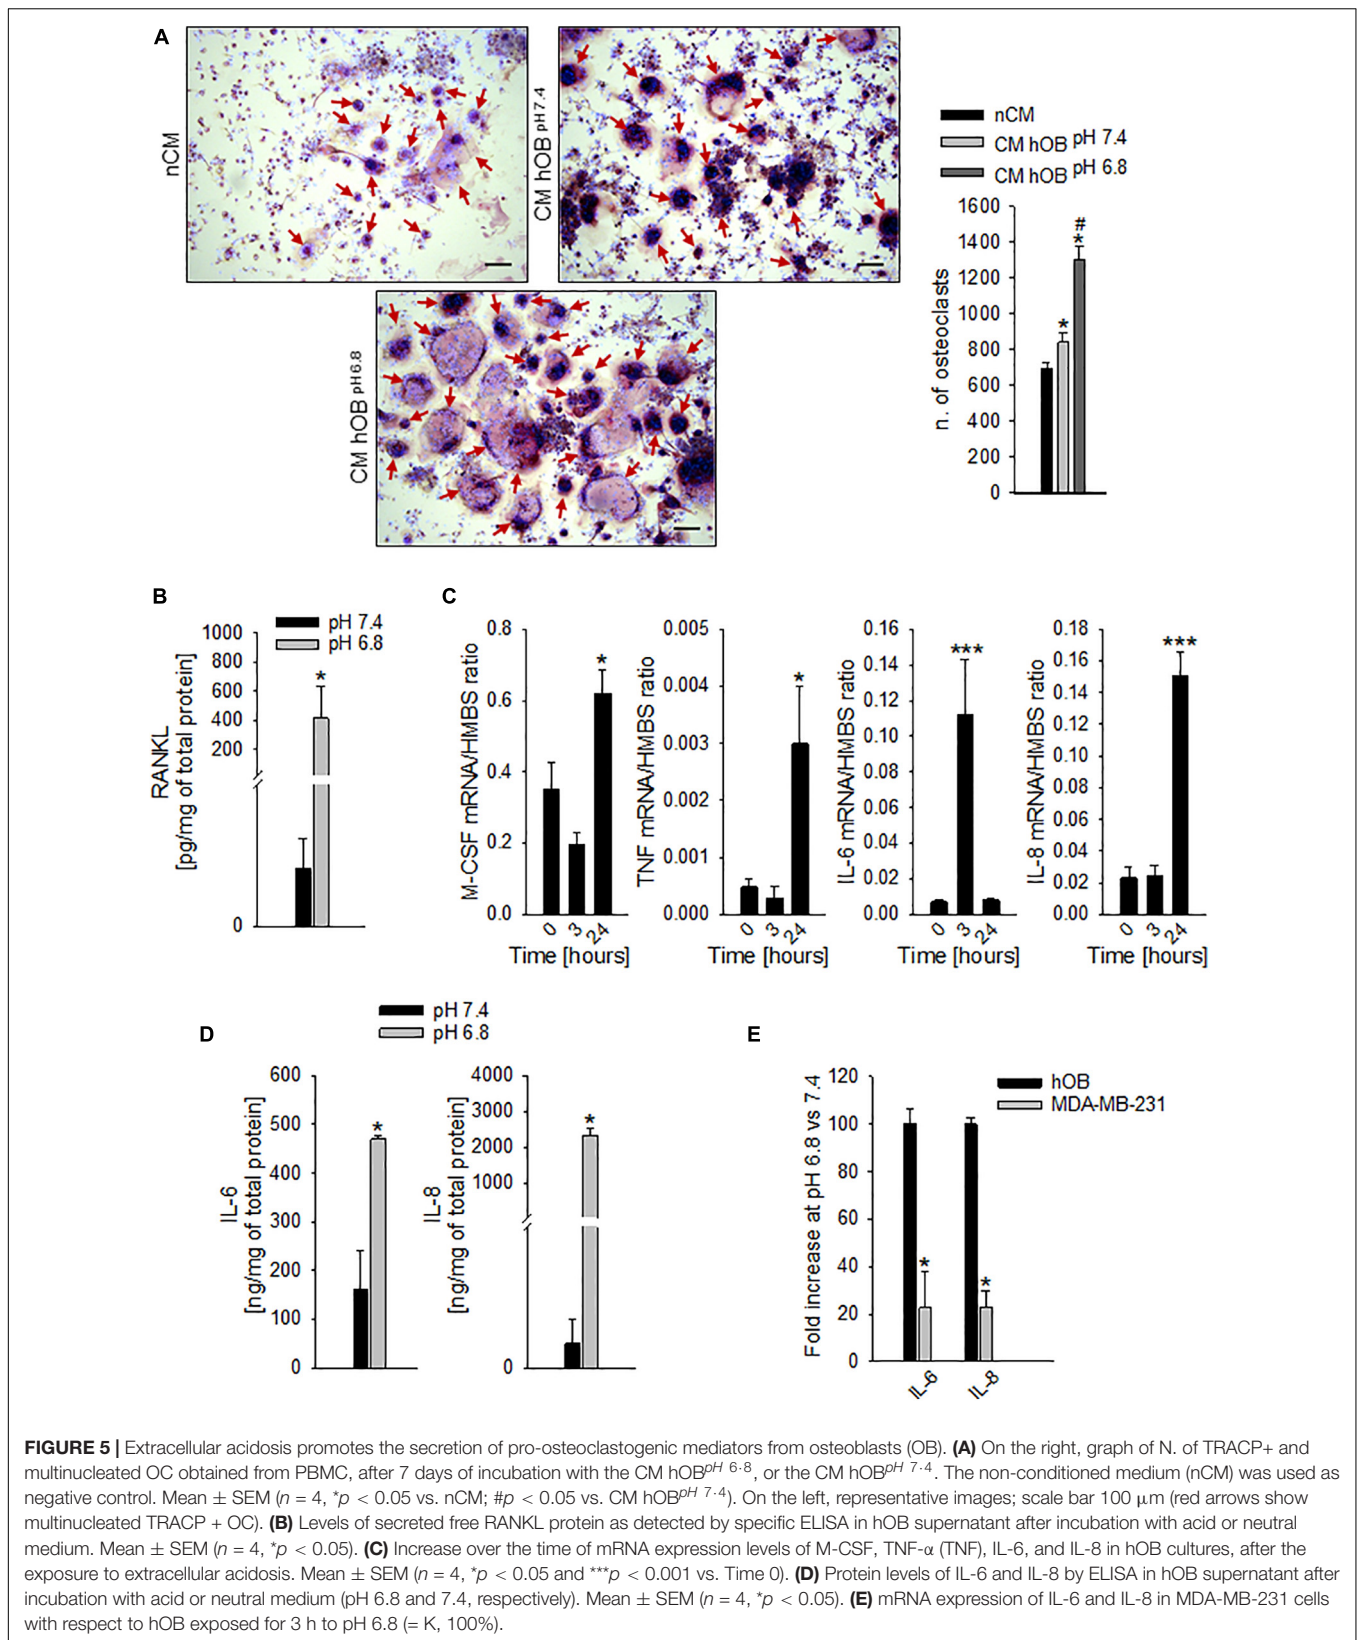 A
nCM
CM hOB pH 7.4
CM hOB pH 6.8
nCM
CM hOB pH 7.4
CM hOB pH 6.8
n. of osteoclasts
1600
1400
1200
1000
800
600
400
200
0
*
*
#
B
RANKL
[pg/mg of total protein]
pH 7.4
pH 6.8
1000
800
600
400
200
0
*
C
M-CSF mRNA/HMBS ratio
0.8
0.6
0.4
0.2
0.0
*
0 3 24
Time [hours]
TNF mRNA/HMBS ratio
0.005
0.004
0.003
0.002
0.001
0.000
*
0 3 24
Time [hours]
IL-6 mRNA/HMBS ratio
0.16
0.14
0.12
0.10
0.08
0.06
0.04
0.02
0.00
***
0 3 24
Time [hours]
IL-8 mRNA/HMBS ratio
0.18
0.16
0.14
0.12
0.10
0.08
0.06
0.04
0.02
0.00
***
0 3 24
Time [hours]
D
pH 7.4
pH 6.8
IL-6
[ng/mg of total protein]
600
500
400
300
200
100
0
*
IL-8
[ng/mg of total protein]
4000
3000
2000
1000
0
*
E
Fold increase at pH 6.8 vs 7.4
120
100
80
60
40
20
0
*
*
IL-6
IL-8
hOB
MDA-MB-231
FIGURE 5 | Extracellular acidosis promotes the secretion of pro-osteoclastogenic mediators from osteoblasts (OB). (A) On the right, graph of N. of TRACP+ and
multinucleated OC obtained from PBMC, after 7 days of incubation with the CM hOBpH 6·8, or the CM hOBpH 7·4. The non-conditioned medium (nCM) was used as
negative control. Mean ± SEM (n = 4, *p < 0.05 vs. nCM; #p < 0.05 vs. CM hOBpH 7·4). On the left, representative images; scale bar 100 μm (red arrows show
multinucleated TRACP + OC). (B) Levels of secreted free RANKL protein as detected by specific ELISA in hOB supernatant after incubation with acid or neutral
medium. Mean ± SEM (n = 4, *p < 0.05). (C) Increase over the time of mRNA expression levels of M-CSF, TNF-α (TNF), IL-6, and IL-8 in hOB cultures, after the
exposure to extracellular acidosis. Mean ± SEM (n = 4, *p < 0.05 and ***p < 0.001 vs. Time 0). (D) Protein levels of IL-6 and IL-8 by ELISA in hOB supernatant after
incubation with acid or neutral medium (pH 6.8 and 7.4, respectively). Mean ± SEM (n = 4, *p < 0.05). (E) mRNA expression of IL-6 and IL-8 in MDA-MB-231 cells
with respect to hOB exposed for 3 h to pH 6.8 (= K, 100%).